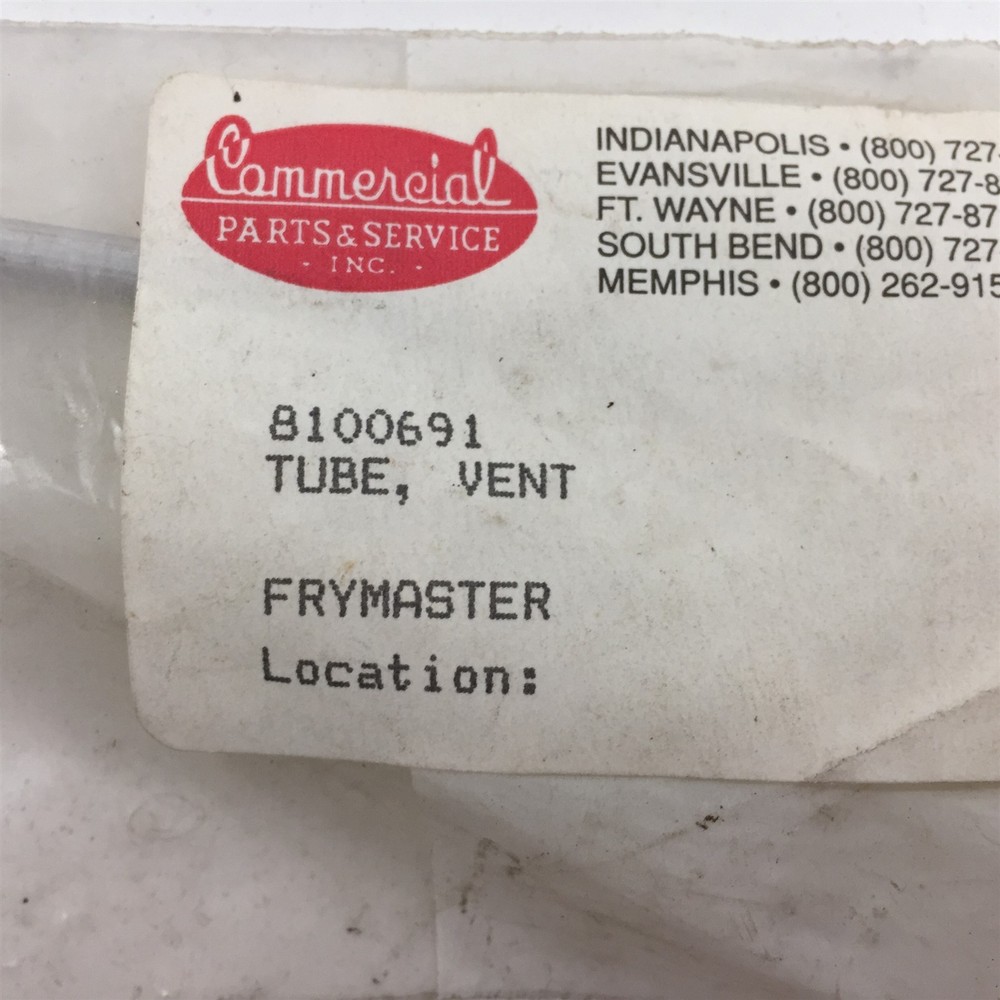 Commercial
PARTS & SERVICE
- INC. -
INDIANAPOLIS • (800) 727-
EVANSVILLE • (800) 727-8
FT. WAYNE • (800) 727-87
SOUTH BEND • (800) 727-
MEMPHIS • (800) 262-915
8100691
TUBE, VENT
FRYMASTER
Location: